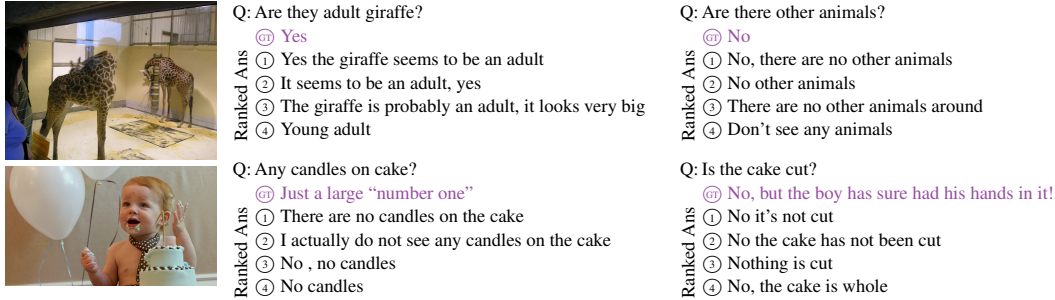 Q: Are they adult giraffe?
GT Yes
Ranked Ans
1 Yes the giraffe seems to be an adult
2 It seems to be an adult, yes
3 The giraffe is probably an adult, it looks very big
4 Young adult
Q: Are there other animals?
GT No
Ranked Ans
1 No, there are no other animals
2 No other animals
3 There are no other animals around
4 Don't see any animals
Q: Any candles on cake?
GT Just a large “number one”
Ranked Ans
1 There are no candles on the cake
2 I actually do not see any candles on the cake
3 No , no candles
4 No candles
Q: Is the cake cut?
GT No, but the boy has sure had his hands in it!
Ranked Ans
1 No it's not cut
2 No the cake has not been cut
3 Nothing is cut
4 No, the cake is whole